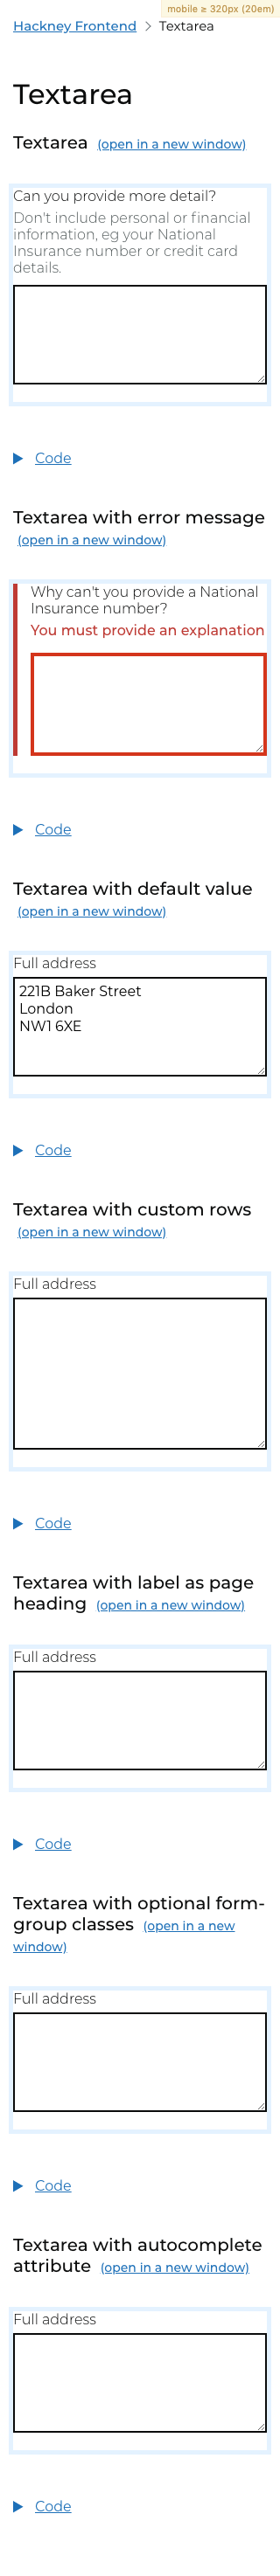 mobile ≥ 320px (20em)
Hackney Frontend > Textarea
Textarea
Textarea (open in a new window)
Can you provide more detail?
Don't include personal or financial
information, eg your National
Insurance number or credit card
details.
Code
Textarea with error message
(open in a new window)
Why can't you provide a National
Insurance number?
You must provide an explanation
Code
Textarea with default value
(open in a new window)
Full address
221B Baker Street
London
NW1 6XE
Code
Textarea with custom rows
(open in a new window)
Full address
Code
Textarea with label as page
heading (open in a new window)
Full address
Code
Textarea with optional form-
group classes (open in a new
window)
Full address
Code
Textarea with autocomplete
attribute (open in a new window)
Full address
Code